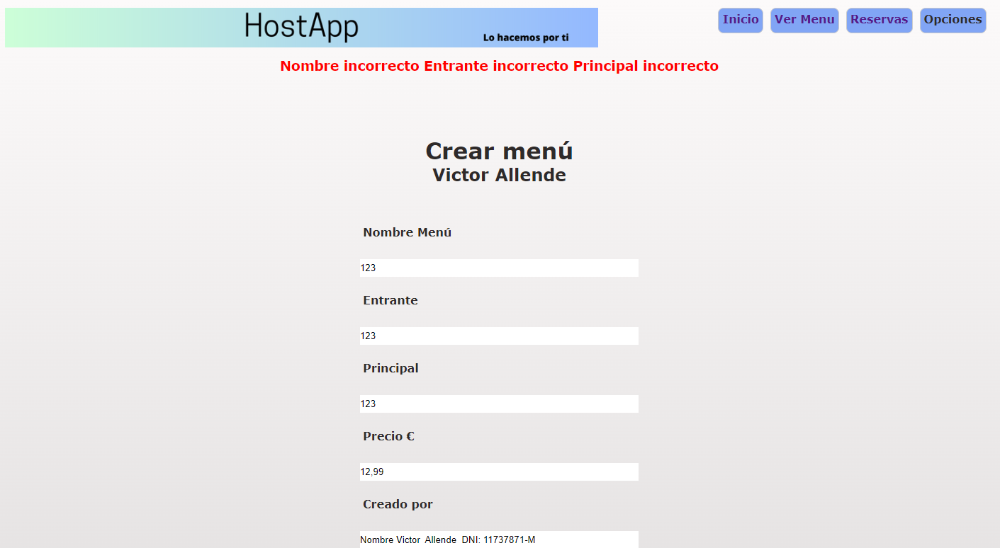 HostApp
Lo hacemos por ti
Inicio Ver Menu Reservas Opciones
Nombre incorrecto Entrante incorrecto Principal incorrecto
Crear menú
Victor Allende
Nombre Menú
123
Entrante
123
Principal
123
Precio €
12,99
Creado por
Nombre Victor Allende DNI: 11737871-M